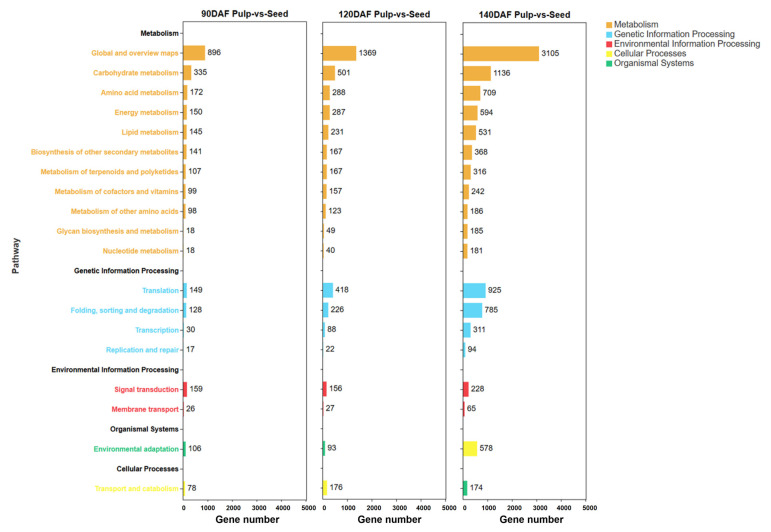 90DAF Pulp-vs-Seed 120DAF Pulp-vs-Seed 140DAF Pulp-vs-Seed
Metabolism
Genetic Information Processing
Environmental Information Processing
Cellular Processes
Organismal Systems
Pathway
Metabolism
Global and overview maps 896 1369 3105
Carbohydrate metabolism 335 501 1136
Amino acid metabolism 172 288 709
Energy metabolism 150 287 594
Lipid metabolism 145 231 531
Biosynthesis of other secondary metabolites 141 167 368
Metabolism of terpenoids and polyketides 107 167 316
Metabolism of cofactors and vitamins 99 157 242
Metabolism of other amino acids 98 123 186
Glycan biosynthesis and metabolism 18 49 185
Nucleotide metabolism 18 40 181
Genetic Information Processing
Translation 149 418 925
Folding, sorting and degradation 128 226 785
Transcription 30 88 311
Replication and repair 17 22 94
Environmental Information Processing
Signal transduction 159 156 228
Membrane transport 26 27 65
Organismal Systems
Environmental adaptation 106 93 578
Cellular Processes
Transport and catabolism 78 176 174
0 1000 2000 3000 4000 5000 0 1000 2000 3000 4000 5000 0 1000 2000 3000 4000 5000
Gene number Gene number Gene number